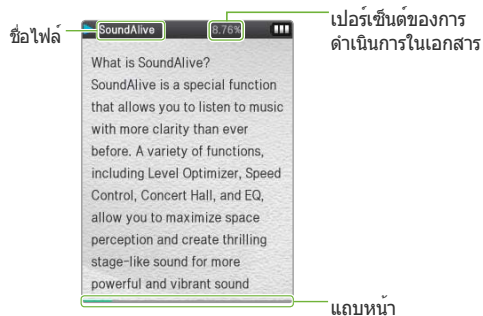 ชื่อไฟล์
SoundAlive
8.76%
เปอร์เซ็นต์ของการ
ดำเนินการในเอกสาร
What is SoundAlive?
SoundAlive is a special function
that allows you to listen to music
with more clarity than ever
before. A variety of functions,
including Level Optimizer, Speed
Control, Concert Hall, and EQ,
allow you to maximize space
perception and create thrilling
stage-like sound for more
powerful and vibrant sound
แถบหน้า